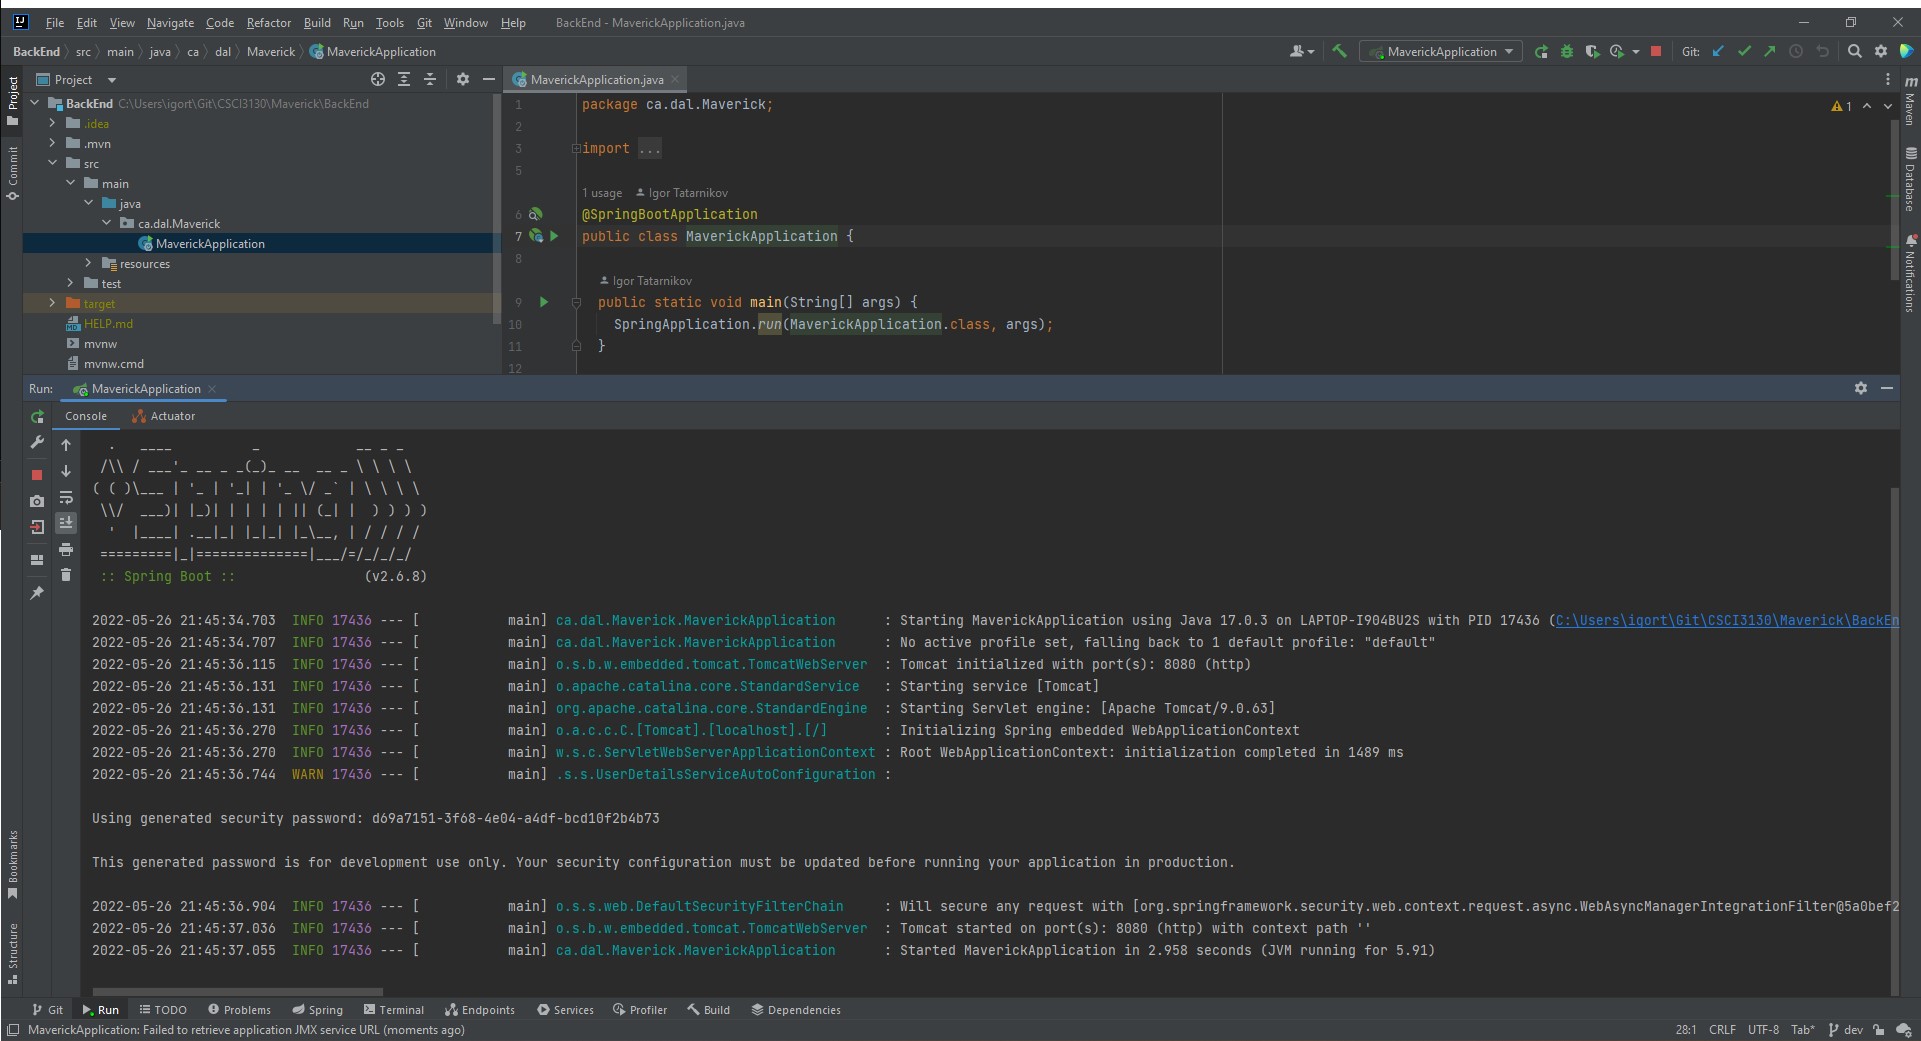 File Edit View Navigate Code Refactor Build Run Tools Git Window Help BackEnd - MaverickApplication.java
BackEnd src main java ca dal Maverick MaverickApplication MaverickApplication Git:
Project MaverickApplication.java
BackEnd C:\Users\igort\Git\CSCI3130\Maverick\BackEnd
.idea
.mvn
src
main
java
ca.dal.Maverick
MaverickApplication
resources
test
target
HELP.md
mvnw
mvnw.cmd
1 package ca.dal.Maverick;
2
3 import ...
5
1 usage Igor Tatarnikov
6 @SpringBootApplication
7 public class MaverickApplication {
8
Igor Tatarnikov
9 public static void main(String[] args) {
10 SpringApplication.run(MaverickApplication.class, args);
11 }
12
1
Project
Commit
Bookmarks
Structure
Maven
Database
Notifications
Run: MaverickApplication
Console Actuator
  .   ____          _            __ _ _
 /\\ / ___'_ __ _ _(_)_ __  __ _ \ \ \ \
( ( )\___ | '_ | '_| | '_ \/ _` | \ \ \ \
 \\/  ___)| |_)| | | | | || (_| |  ) ) ) )
  '  |____| .__|_| |_|_| |_\__, | / / / /
 =========|_|==============|___/=/_/_/_/
:: Spring Boot :: (v2.6.8)
2022-05-26 21:45:34.703 INFO 17436 --- [ main] ca.dal.Maverick.MaverickApplication : Starting MaverickApplication using Java 17.0.3 on LAPTOP-I904BU2S with PID 17436 (C:\Users\igort\Git\CSCI3130\Maverick\BackEn
2022-05-26 21:45:34.707 INFO 17436 --- [ main] ca.dal.Maverick.MaverickApplication : No active profile set, falling back to 1 default profile: "default"
2022-05-26 21:45:36.115 INFO 17436 --- [ main] o.s.b.w.embedded.tomcat.TomcatWebServer : Tomcat initialized with port(s): 8080 (http)
2022-05-26 21:45:36.131 INFO 17436 --- [ main] o.apache.catalina.core.StandardService : Starting service [Tomcat]
2022-05-26 21:45:36.131 INFO 17436 --- [ main] org.apache.catalina.core.StandardEngine : Starting Servlet engine: [Apache Tomcat/9.0.63]
2022-05-26 21:45:36.270 INFO 17436 --- [ main] o.a.c.c.C.[Tomcat].[localhost].[/] : Initializing Spring embedded WebApplicationContext
2022-05-26 21:45:36.270 INFO 17436 --- [ main] w.s.c.ServletWebServerApplicationContext : Root WebApplicationContext: initialization completed in 1489 ms
2022-05-26 21:45:36.744 WARN 17436 --- [ main] .s.s.UserDetailsServiceAutoConfiguration :
Using generated security password: d69a7151-3f68-4e04-a4df-bcd10f2b4b73
This generated password is for development use only. Your security configuration must be updated before running your application in production.
2022-05-26 21:45:36.904 INFO 17436 --- [ main] o.s.s.web.DefaultSecurityFilterChain : Will secure any request with [org.springframework.security.web.context.request.async.WebAsyncManagerIntegrationFilter@5a0bef2
2022-05-26 21:45:37.036 INFO 17436 --- [ main] o.s.b.w.embedded.tomcat.TomcatWebServer : Tomcat started on port(s): 8080 (http) with context path ''
2022-05-26 21:45:37.055 INFO 17436 --- [ main] ca.dal.Maverick.MaverickApplication : Started MaverickApplication in 2.958 seconds (JVM running for 5.91)
Git Run TODO Problems Spring Terminal Endpoints Services Profiler Build Dependencies
MaverickApplication: Failed to retrieve application JMX service URL (moments ago) 28:1 CRLF UTF-8 Tab* dev